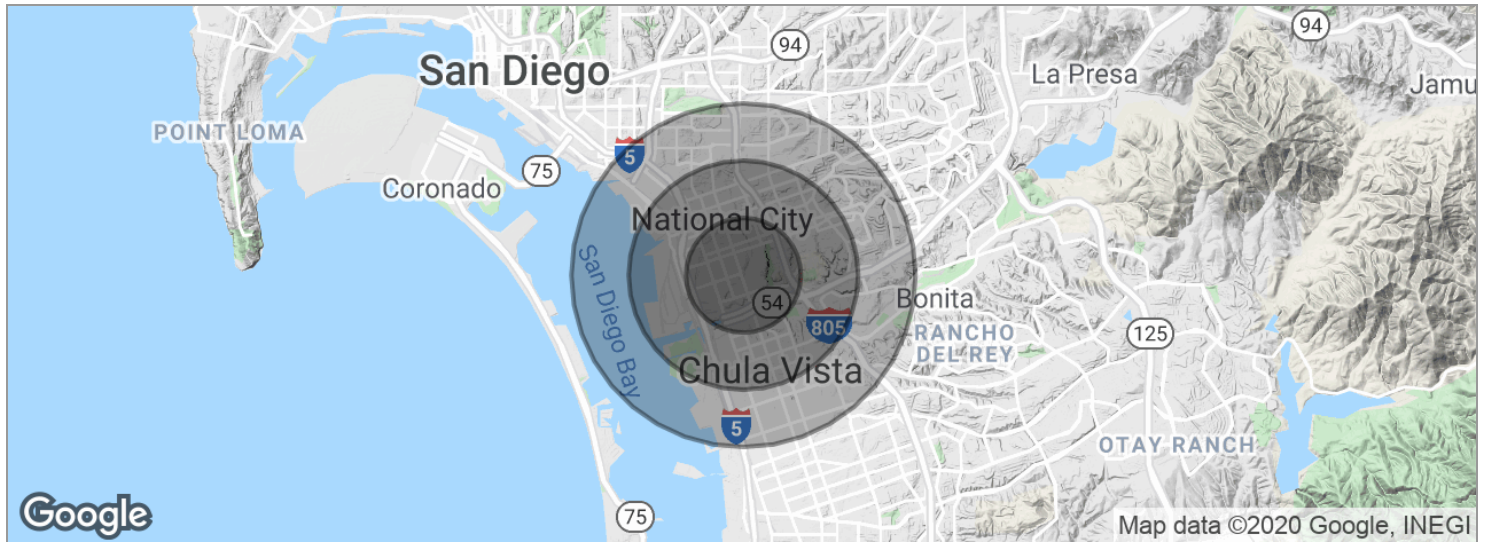 94
94
San Diego
La Presa
Jamu
POINT LOMA
5
75
Coronado
National City
San Diego Bay
54
Bonita
805
RANCHO
DEL REY
125
Chula Vista
5
OTAY RANCH
Google
75
Map data ©2020 Google, INEGI